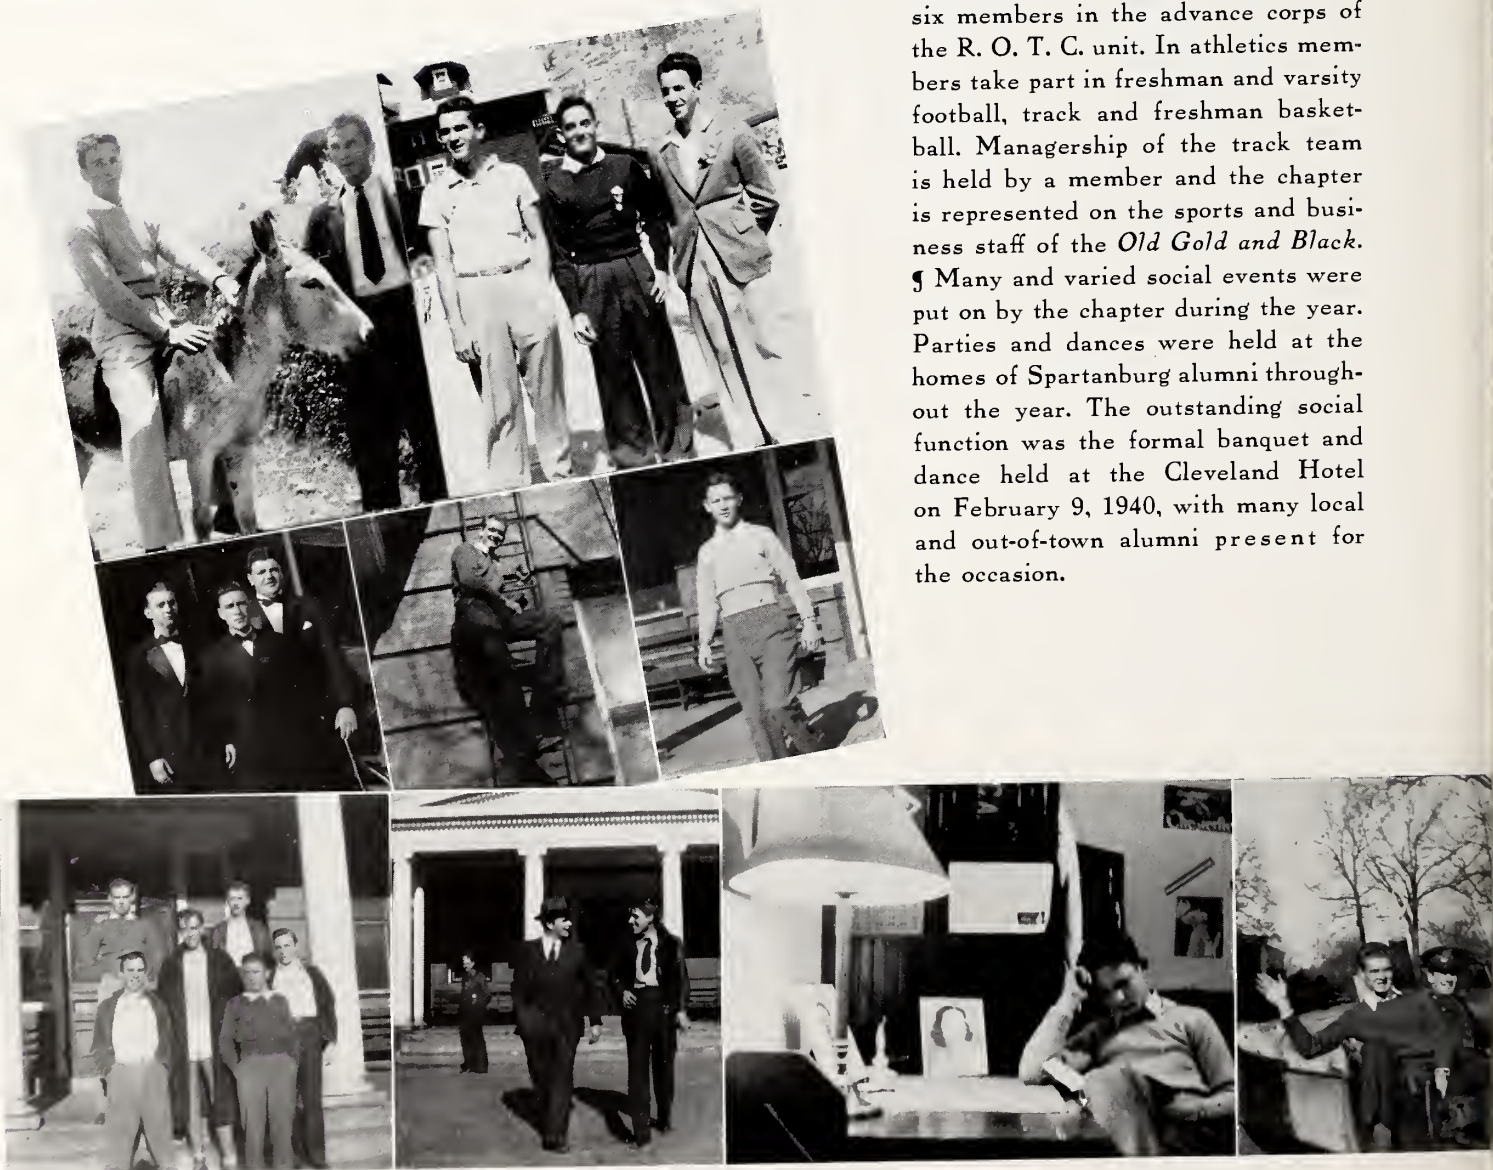 six members in the advance corps of
the R. O. T. C. unit. In athletics mem-
bers take part in freshman and varsity
football, track and freshman basket-
ball. Managership of the track team
is held by a member and the chapter
is represented on the sports and busi-
ness staff of the Old Gold and Black.
¶ Many and varied social events were
put on by the chapter during the year.
Parties and dances were held at the
homes of Spartanburg alumni through-
out the year. The outstanding social
function was the formal banquet and
dance held at the Cleveland Hotel
on February 9, 1940, with many local
and out-of-town alumni present for
the occasion.